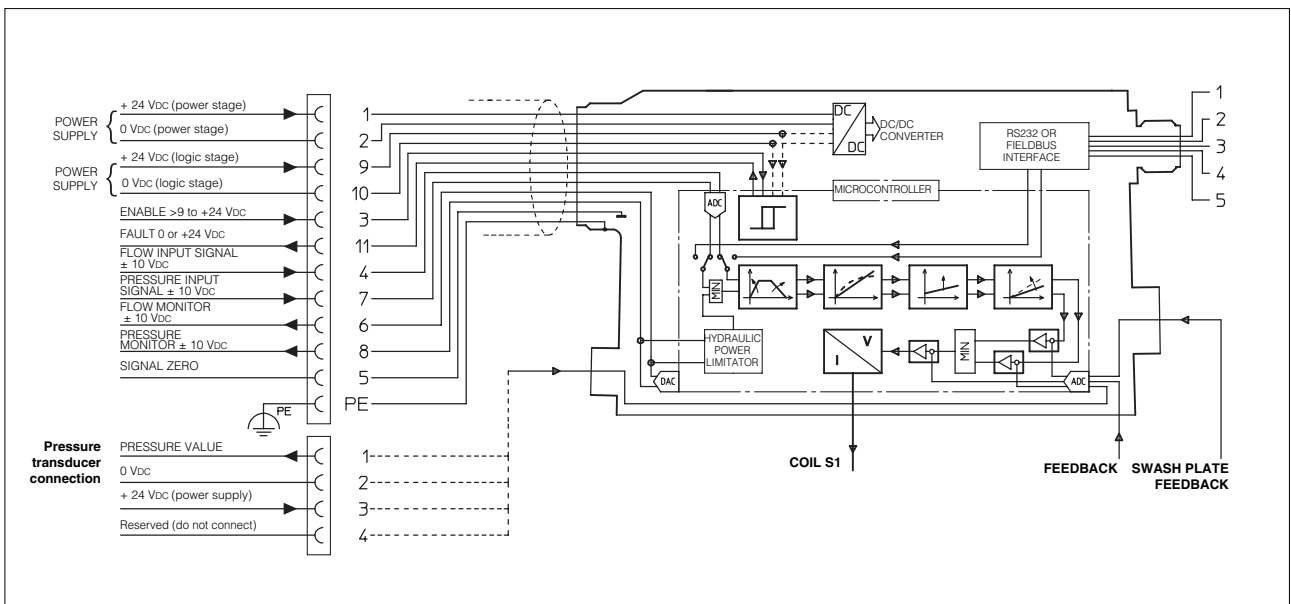 POWER
SUPPLY
+ 24 VDC (power stage)
1
0 VDC (power stage)
2
POWER
SUPPLY
+ 24 VDC (logic stage)
9
0 VDC (logic stage)
10
ENABLE >9 to +24 VDC
3
FAULT 0 or +24 VDC
11
FLOW INPUT SIGNAL
± 10 VDC
4
PRESSURE INPUT
SIGNAL ± 10 VDC
7
FLOW MONITOR
± 10 VDC
6
PRESSURE
MONITOR ± 10 VDC
8
SIGNAL ZERO
5
PE
PE
Pressure
transducer
connection
PRESSURE VALUE
1
0 VDC
2
+ 24 VDC (power supply)
3
Reserved (do not connect)
4
DC
DC
DC/DC
CONVERTER
RS232 OR
FIELDBUS
INTERFACE
1
2
3
4
5
MICROCONTROLLER
ADC
MIN
HYDRAULIC
POWER
LIMITATOR
V
I
MIN
DAC
ADC
COIL S1
FEEDBACK
SWASH PLATE
FEEDBACK